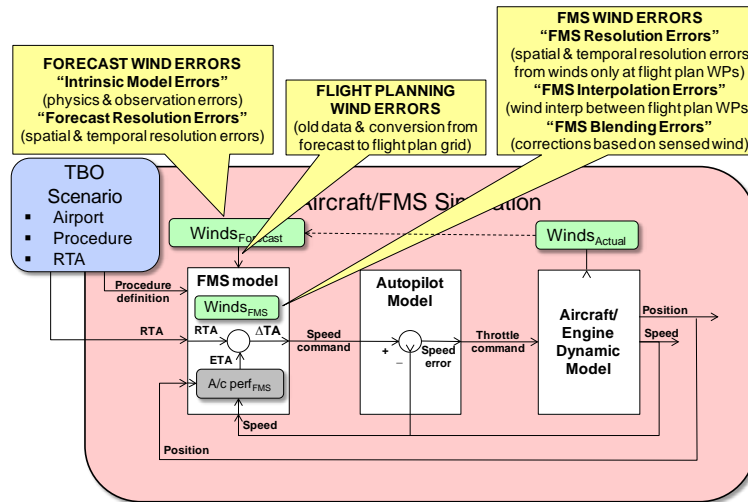 FORECAST WIND ERRORS
“Intrinsic Model Errors”
(physics & observation errors)
“Forecast Resolution Errors”
(spatial & temporal resolution errors)
FLIGHT PLANNING
WIND ERRORS
(old data & conversion from
forecast to flight plan grid)
FMS WIND ERRORS
“FMS Resolution Errors”
(spatial & temporal resolution errors
from winds only at flight plan WPs)
“FMS Interpolation Errors”
(wind interp between flight plan WPs)
“FMS Blending Errors”
(corrections based on sensed wind)
TBO
Scenario
▪ Airport
▪ Procedure
▪ RTA
Aircraft/FMS Simulation
WindsForecast
WindsActual
Procedure
definition
FMS model
WindsFMS
RTA
RTA
ΔTA
ETA
A/c perfFMS
Speed
Position
Speed
command
Autopilot
Model
+
–
Speed
error
Throttle
command
Aircraft/
Engine
Dynamic
Model
Position
Speed